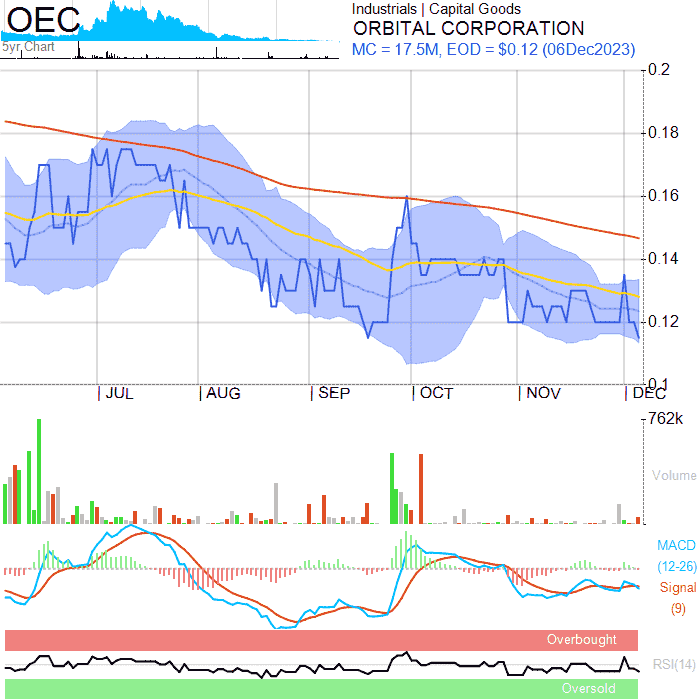 OEC
5yr Chart
Industrials | Capital Goods
ORBITAL CORPORATION
MC = 17.5M, EOD = $0.12 (06Dec2023)
0.2
0.18
0.16
0.14
0.12
0.1
JUL AUG SEP OCT NOV DEC
762k
Volume
MACD
(12-26)
Signal
(9)
Overbought
RSI(14)
Oversold